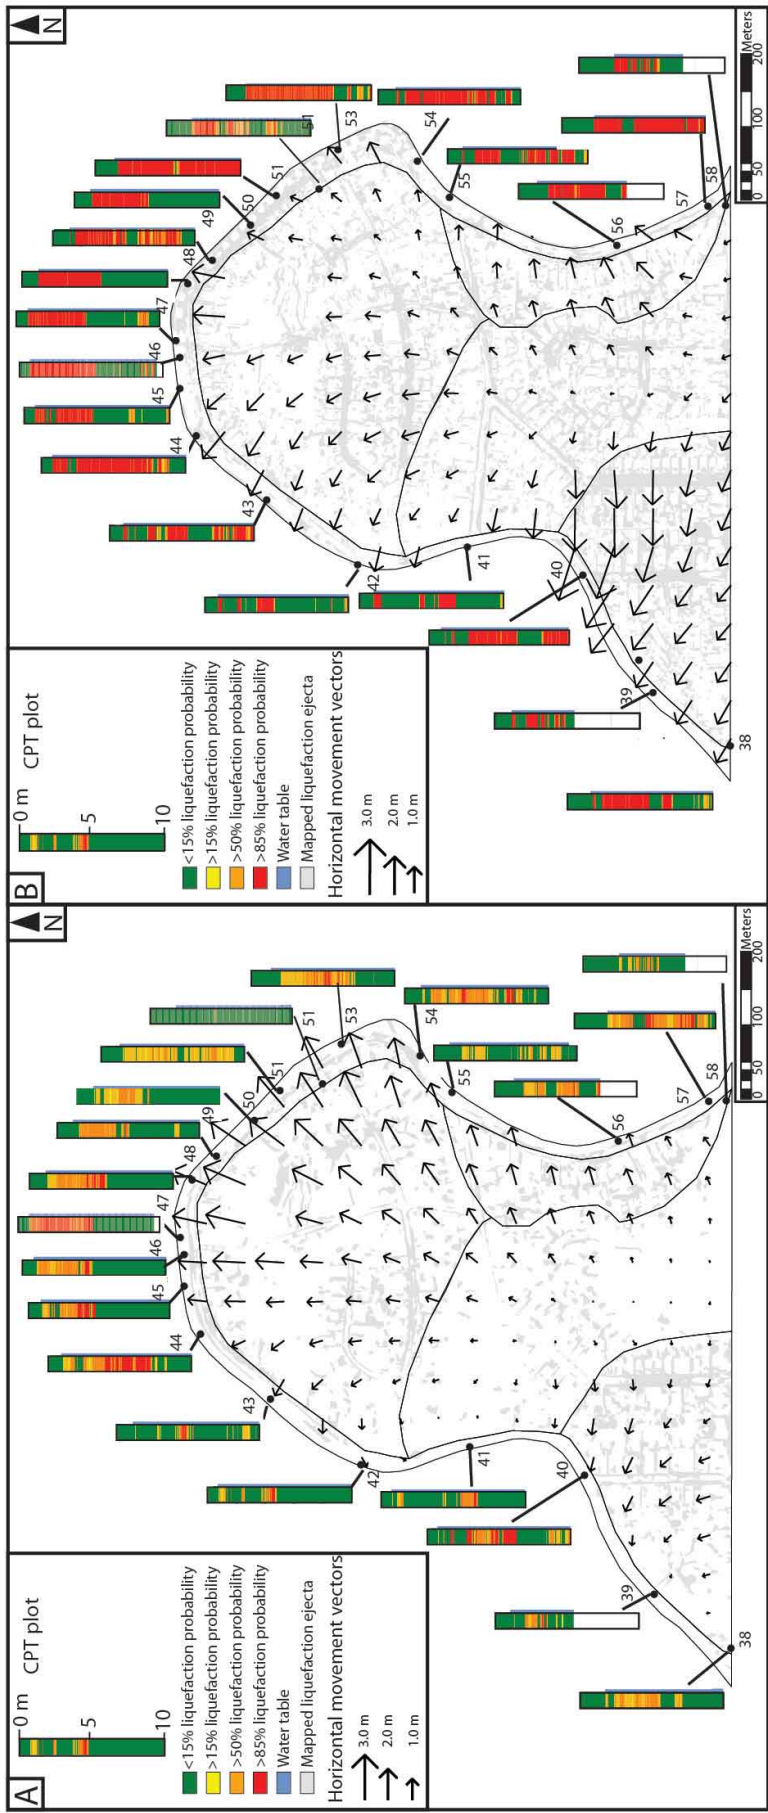 A
0 m
5
10
CPT plot
<15% liquefaction probability
>15% liquefaction probability
>50% liquefaction probability
>85% liquefaction probability
Water table
Mapped liquefaction ejecta
Horizontal movement vectors
3.0 m
2.0 m
1.0 m
38
39
40
41
42
43
44
45
46
47
48
49
50
51
51
53
54
55
56
57
58
N
0
50
100
200
Meters
B
0 m
5
10
CPT plot
<15% liquefaction probability
>15% liquefaction probability
>50% liquefaction probability
>85% liquefaction probability
Water table
Mapped liquefaction ejecta
Horizontal movement vectors
3.0 m
2.0 m
1.0 m
38
39
40
41
42
43
44
45
46
47
48
49
50
51
51
53
54
55
56
57
58
N
0
50
100
200
Meters